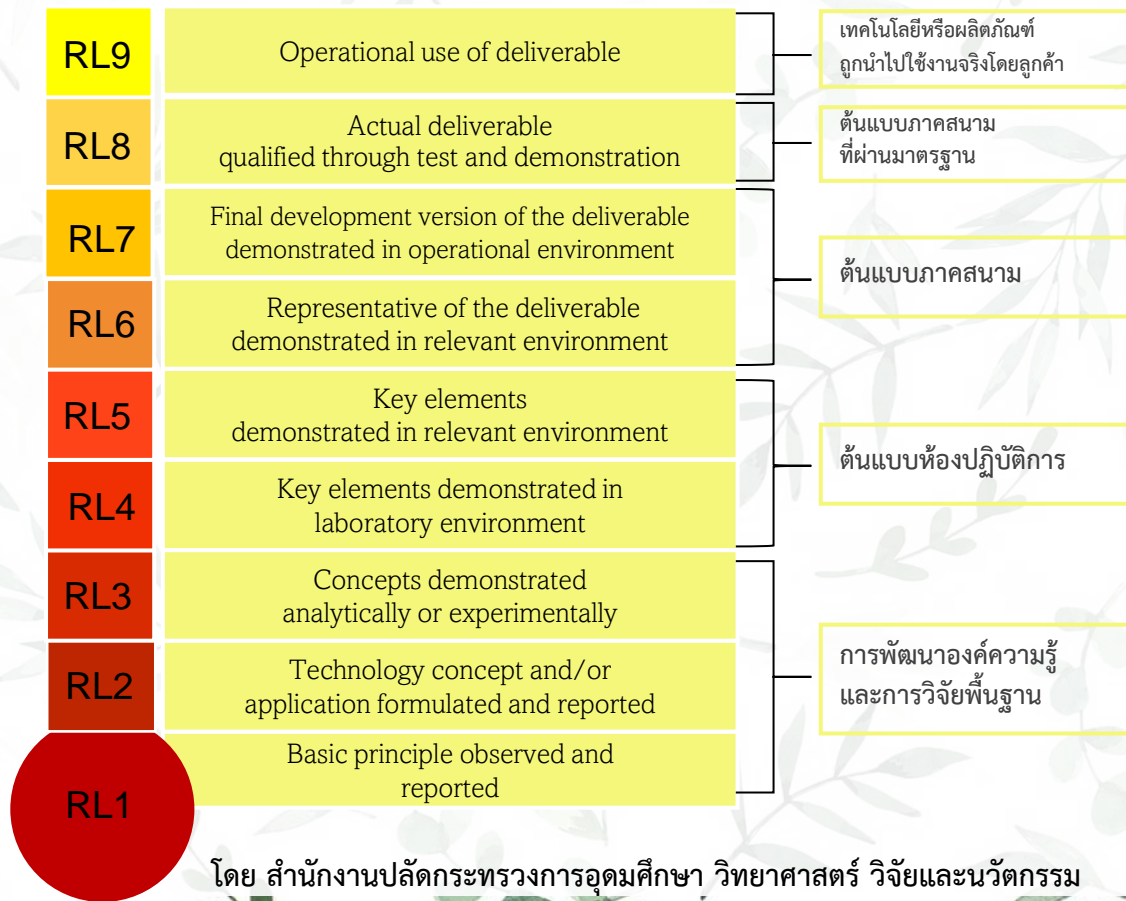 RL9
Operational use of deliverable
เทคโนโลยีหรือผลิตภัณฑ์
ถูกนำไปใช้งานจริงโดยลูกค้า
RL8
Actual deliverable
qualified through test and demonstration
ต้นแบบภาคสนาม
ที่ผ่านมาตรฐาน
RL7
Final development version of the deliverable
demonstrated in operational environment
ต้นแบบภาคสนาม
RL6
Representative of the deliverable
demonstrated in relevant environment
RL5
Key elements
demonstrated in relevant environment
ต้นแบบห้องปฏิบัติการ
RL4
Key elements demonstrated in
laboratory environment
RL3
Concepts demonstrated
analytically or experimentally
การพัฒนาองค์ความรู้
และการวิจัยพื้นฐาน
RL2
Technology concept and/or
application formulated and reported
RL1
Basic principle observed and
reported
โดย สำนักงานปลัดกระทรวงการอุดมศึกษา วิทยาศาสตร์ วิจัยและนวัตกรรม